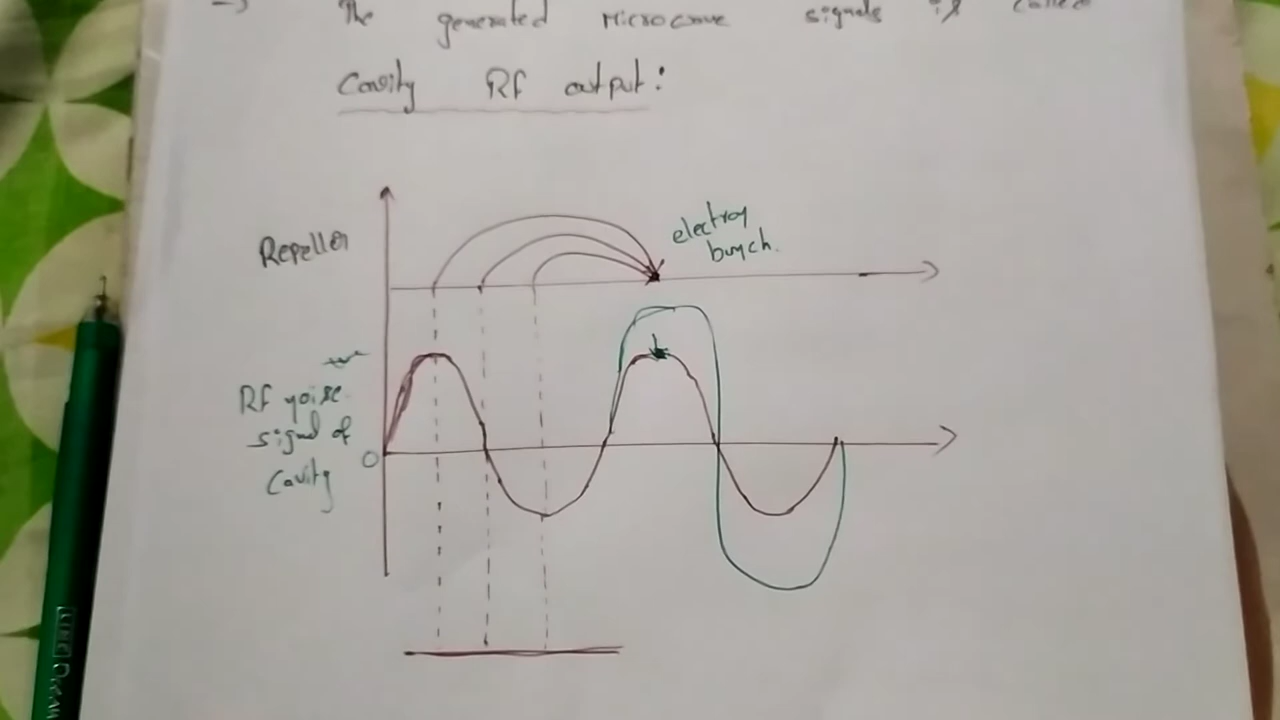 → The generated Microwave signals is called
Cavity RF output:
Repeller
electron
bunch.
RF noise
signal of
Cavity
0